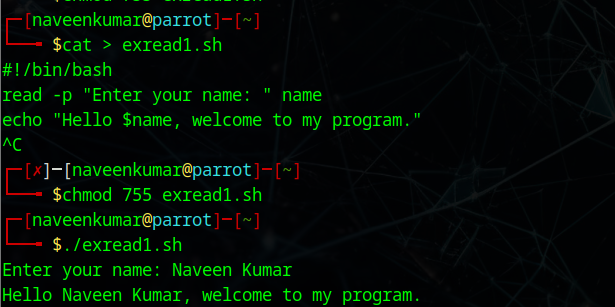 [naveenkumar@parrot]─[~]
$cat > exread1.sh
#!/bin/bash
read -p "Enter your name: " name
echo "Hello $name, welcome to my program."
^C
[✗]─[naveenkumar@parrot]─[~]
$chmod 755 exread1.sh
[naveenkumar@parrot]─[~]
$./exread1.sh
Enter your name: Naveen Kumar
Hello Naveen Kumar, welcome to my program.